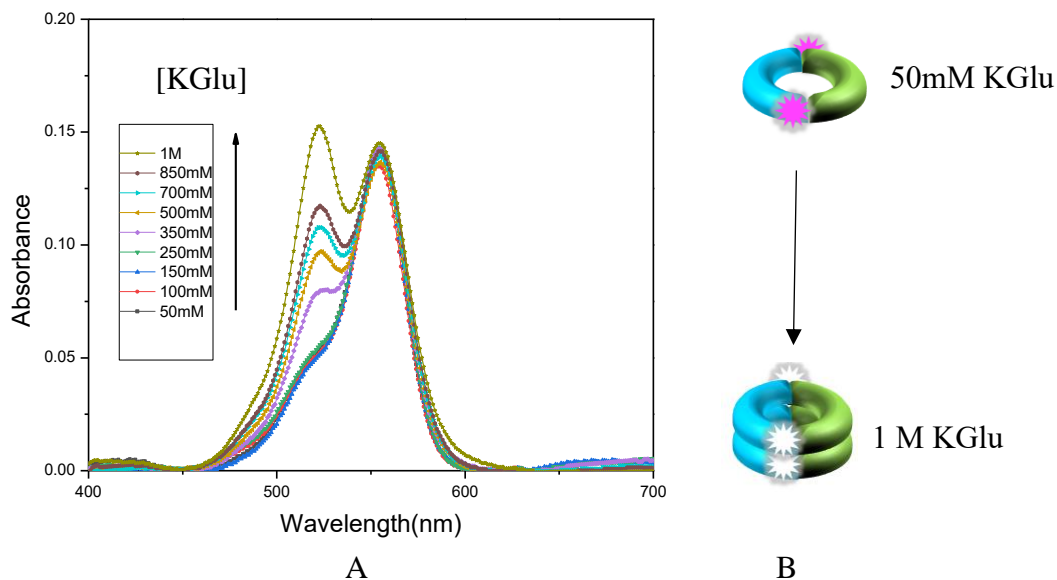 0.20
0.15
0.10
0.05
0.00
Absorbance
[KGlu]
1M
850mM
700mM
500mM
350mM
250mM
150mM
100mM
50mM
400
500
600
700
Wavelength(nm)
A
50mM KGlu
1 M KGlu
B